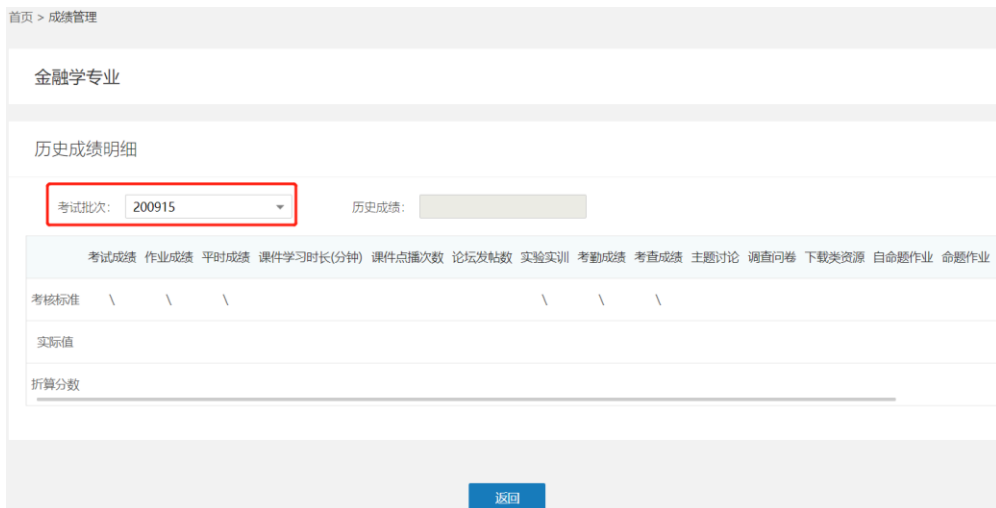 首页 > 成绩管理
金融学专业
历史成绩明细
考试批次: 200915 历史成绩:
考试成绩 作业成绩 平时成绩 课件学习时长(分钟) 课件点播次数 论坛发帖数 实验实训 考勤成绩 考查成绩 主题讨论 调查问卷 下载类资源 自命题作业 命题作业
考核标准 \ \ \ \ \ \
实际值
折算分数
返回